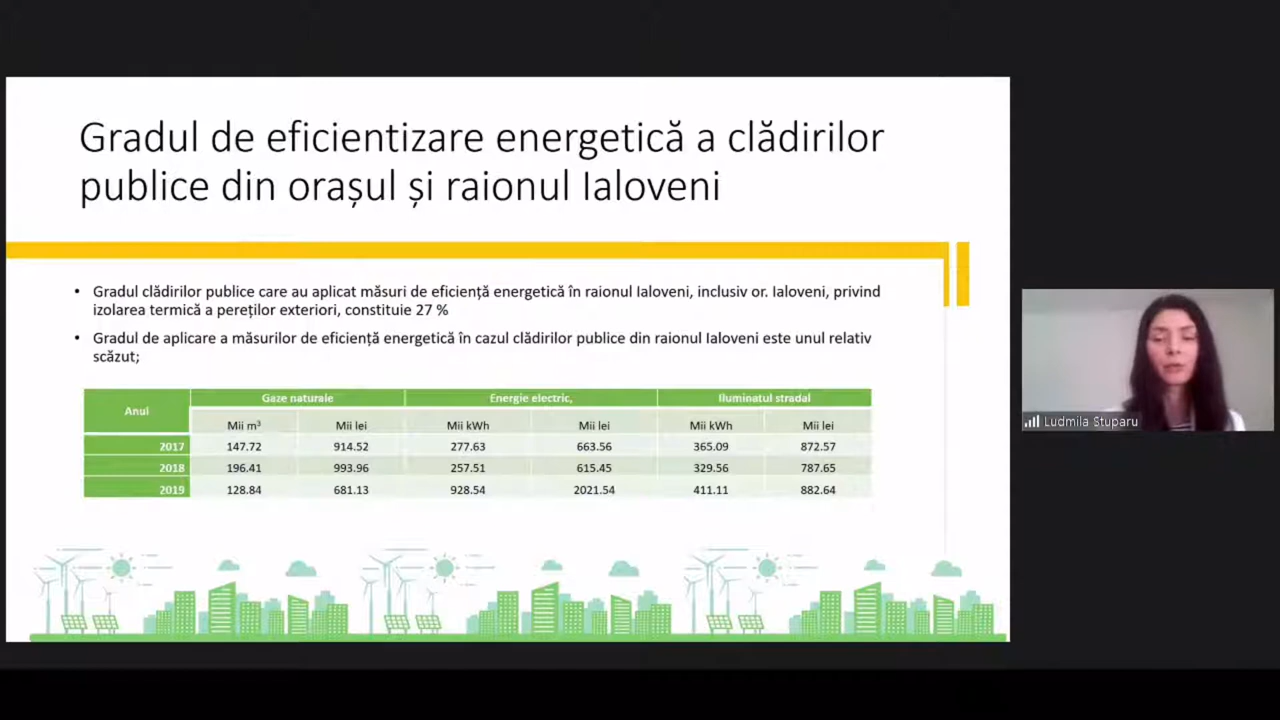 Gradul de eficientizare energetică a clădirilor
publice din orașul și raionul Ialoveni
• Gradul clădirilor publice care au aplicat măsuri de eficiență energetică în raionul Ialoveni, inclusiv or. Ialoveni, privind
izolarea termică a pereților exteriori, constituie 27 %
• Gradul de aplicare a măsurilor de eficiență energetică în cazul clădirilor publice din raionul Ialoveni este unul relativ
scăzut;
Anul Gaze naturale Energie electric, Iluminatul stradal
Mii m³ Mii lei Mii kWh Mii lei Mii kWh Mii lei
2017 147.72 914.52 277.63 663.56 365.09 872.57
2018 196.41 993.96 257.51 615.45 329.56 787.65
2019 128.84 681.13 928.54 2021.54 411.11 882.64
Ludmila Stuparu